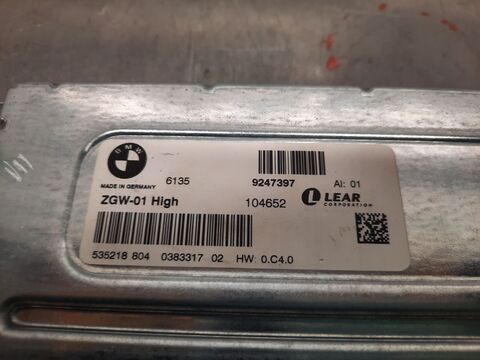 BMW
MADE IN GERMANY 6135 9247397 AI: 01
ZGW-01 High 104652 LEAR
CORPORATION
535218 804 0383317 02 HW: 0.C4.0